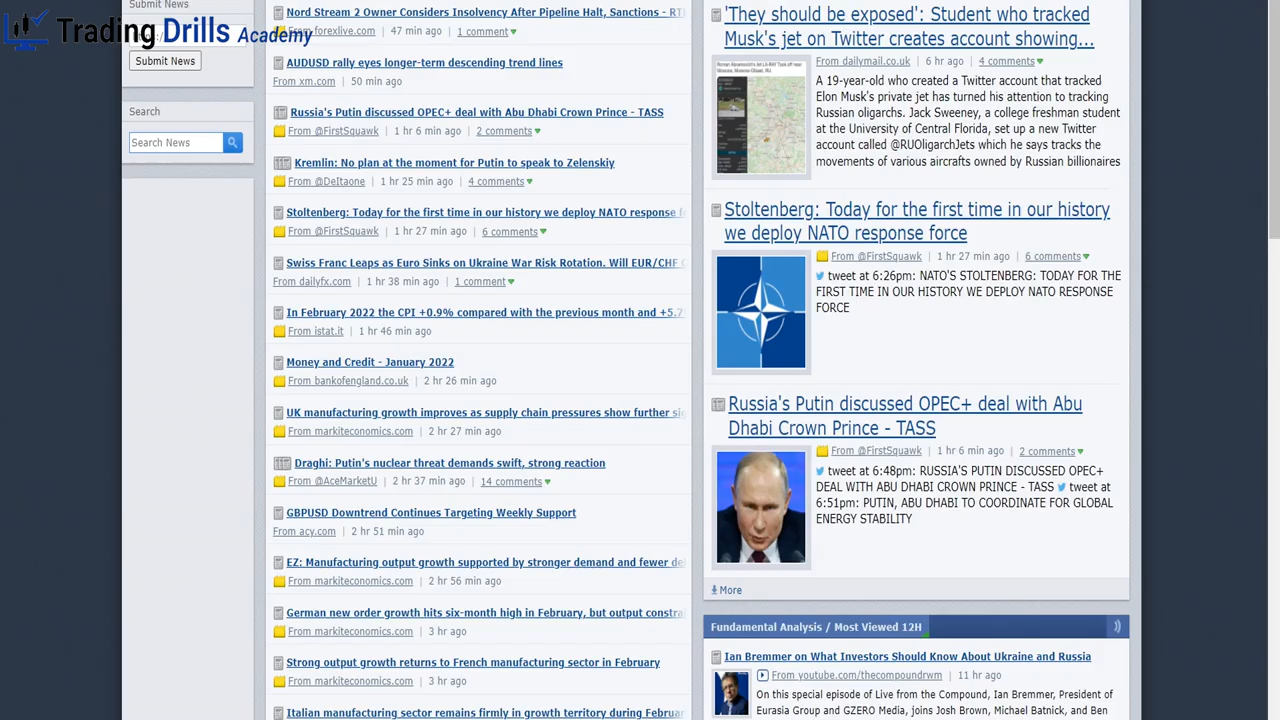 Submit News
Trading Drills Academy
Submit News
Search
Search News
Nord Stream 2 Owner Considers Insolvency After Pipeline Halt, Sanctions - RT
From forexlive.com | 47 min ago | 1 comment
AUDUSD rally eyes longer-term descending trend lines
From acy.com | 50 min ago
Russia's Putin discussed OPEC+ deal with Abu Dhabi Crown Prince - TASS
From @FirstSquawk | 1 hr 6 min ago | 2 comments
Kremlin: No plan at the moment for Putin to speak to Zelenskiy
From @DeItaone | 1 hr 25 min ago | 4 comments
Stoltenberg: Today for the first time in our history we deploy NATO response f
From @FirstSquawk | 1 hr 27 min ago | 6 comments
Swiss Franc Leaps as Euro Sinks on Ukraine War Risk Rotation. Will EUR/CHF
From dailyfx.com | 1 hr 38 min ago | 1 comment
In February 2022 the CPI +0.9% compared with the previous month and +5.7
From istat.it | 1 hr 46 min ago
Money and Credit - January 2022
From bankofengland.co.uk | 2 hr 26 min ago
UK manufacturing growth improves as supply chain pressures show further si
From markiteconomics.com | 2 hr 27 min ago
Draghi: Putin's nuclear threat demands swift, strong reaction
From @AceMarketU | 2 hr 37 min ago | 14 comments
GBPUSD Downtrend Continues Targeting Weekly Support
From acy.com | 2 hr 51 min ago
EZ: Manufacturing output growth supported by stronger demand and fewer de
From markiteconomics.com | 2 hr 56 min ago
German new order growth hits six-month high in February, but output constra
From markiteconomics.com | 3 hr ago
Strong output growth returns to French manufacturing sector in February
From markiteconomics.com | 3 hr ago
Italian manufacturing sector remains firmly in growth territory during Februar
'They should be exposed': Student who tracked
Musk's jet on Twitter creates account showing...
From dailymail.co.uk | 6 hr ago | 4 comments
A 19-year-old who created a Twitter account that tracked
Elon Musk's private jet has turned his attention to tracking
Russian oligarchs. Jack Sweeney, a college freshman student
at the University of Central Florida, set up a new Twitter
account called @RUOligarchJets which he says tracks the
movements of various aircrafts owned by Russian billionaires
Stoltenberg: Today for the first time in our history
we deploy NATO response force
From @FirstSquawk | 1 hr 27 min ago | 6 comments
tweet at 6:26pm: NATO'S STOLTENBERG: TODAY FOR THE
FIRST TIME IN OUR HISTORY WE DEPLOY NATO RESPONSE
FORCE
Russia's Putin discussed OPEC+ deal with Abu
Dhabi Crown Prince - TASS
From @FirstSquawk | 1 hr 6 min ago | 2 comments
tweet at 6:48pm: RUSSIA'S PUTIN DISCUSSED OPEC+
DEAL WITH ABU DHABI CROWN PRINCE - TASS tweet at
6:51pm: PUTIN, ABU DHABI TO COORDINATE FOR GLOBAL
ENERGY STABILITY
More
Fundamental Analysis / Most Viewed 12H
Ian Bremmer on What Investors Should Know About Ukraine and Russia
From youtube.com/thecompoundrwm | 11 hr ago
On this special episode of Live from the Compound, Ian Bremmer, President of
Eurasia Group and GZERO Media, joins Josh Brown, Michael Batnick, and Ben